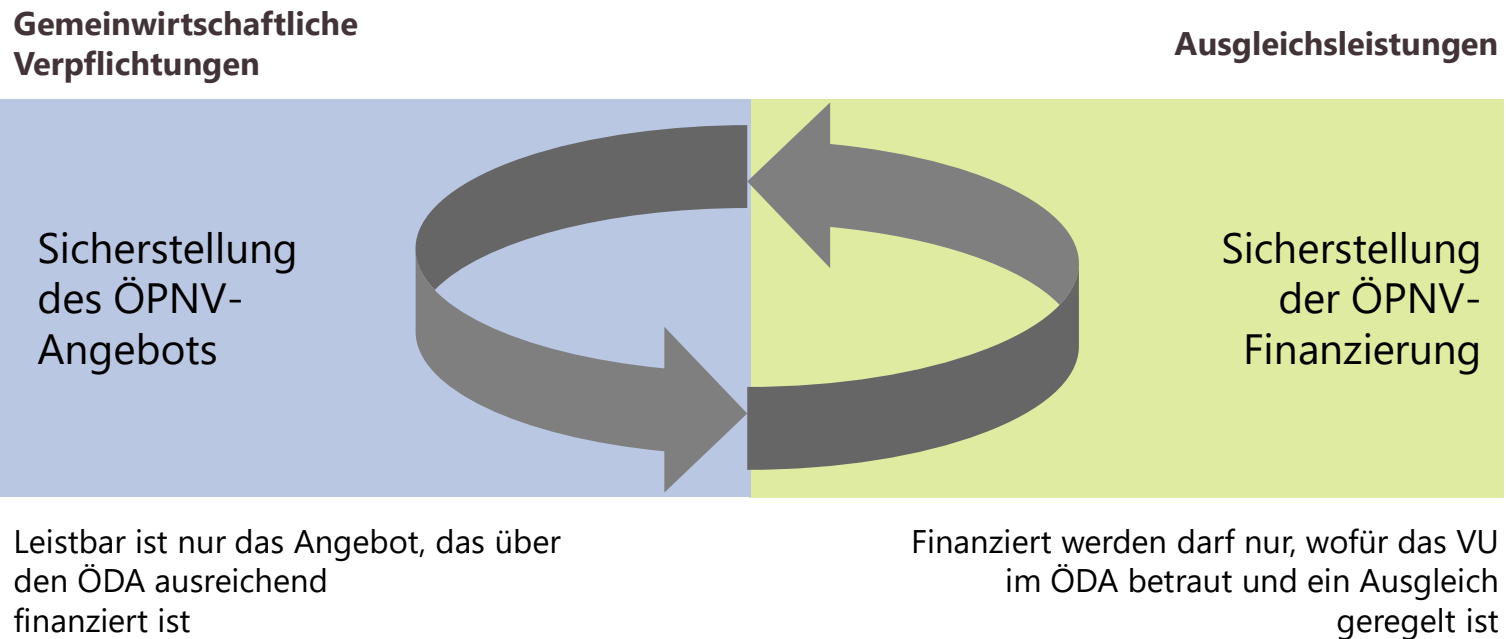 Gemeinwirtschaftliche
Verpflichtungen
Ausgleichsleistungen
Sicherstellung
des ÖPNV-
Angebots
Sicherstellung
der ÖPNV-
Finanzierung
Leistbar ist nur das Angebot, das über
den ÖDA ausreichend
finanziert ist
Finanziert werden darf nur, wofür das VU
im ÖDA betraut und ein Ausgleich
geregelt ist